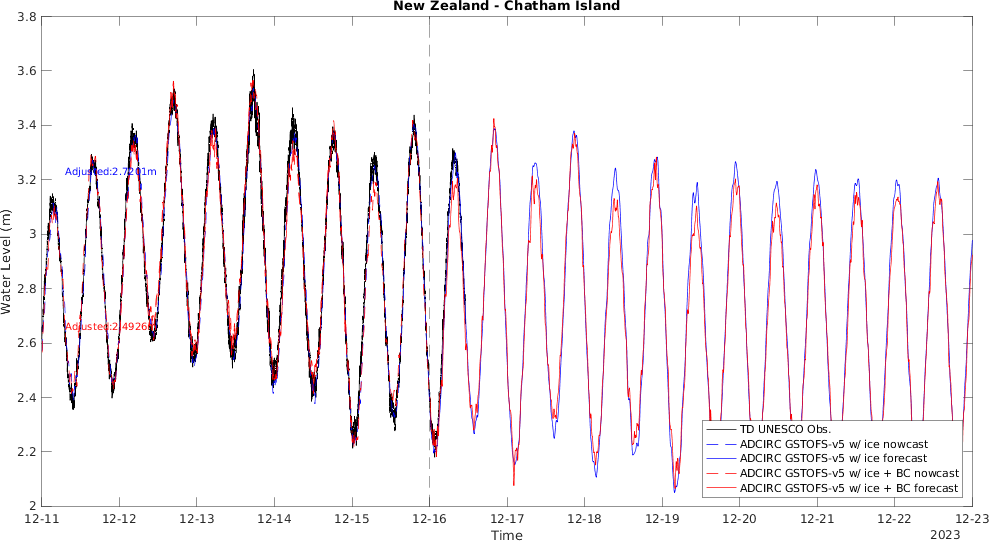 New Zealand - Chatham Island
Water Level (m)
3.8
3.6
3.4
3.2
3
2.8
2.6
2.4
2.2
2
Adjusted:2.7201m
TD UNESCO Obs.
ADCIRC GSTOFS-v5 w/ ice nowcast
ADCIRC GSTOFS-v5 w/ ice forecast
ADCIRC GSTOFS-v5 w/ ice + BC nowcast
ADCIRC GSTOFS-v5 w/ ice + BC forecast
12-11
12-12
12-13
12-14
12-15
12-16
12-17
12-18
12-19
12-20
12-21
12-22
12-23
Time
2023